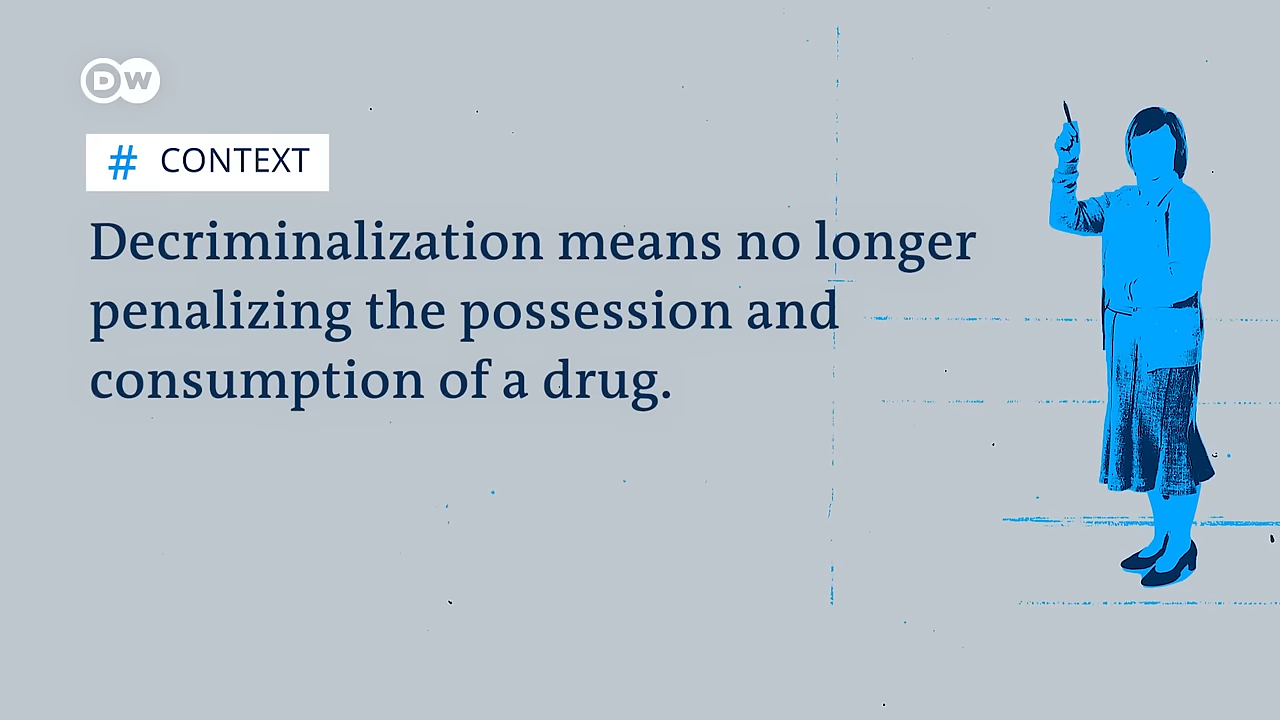 DW
# CONTEXT
Decriminalization means no longer
penalizing the possession and
consumption of a drug.